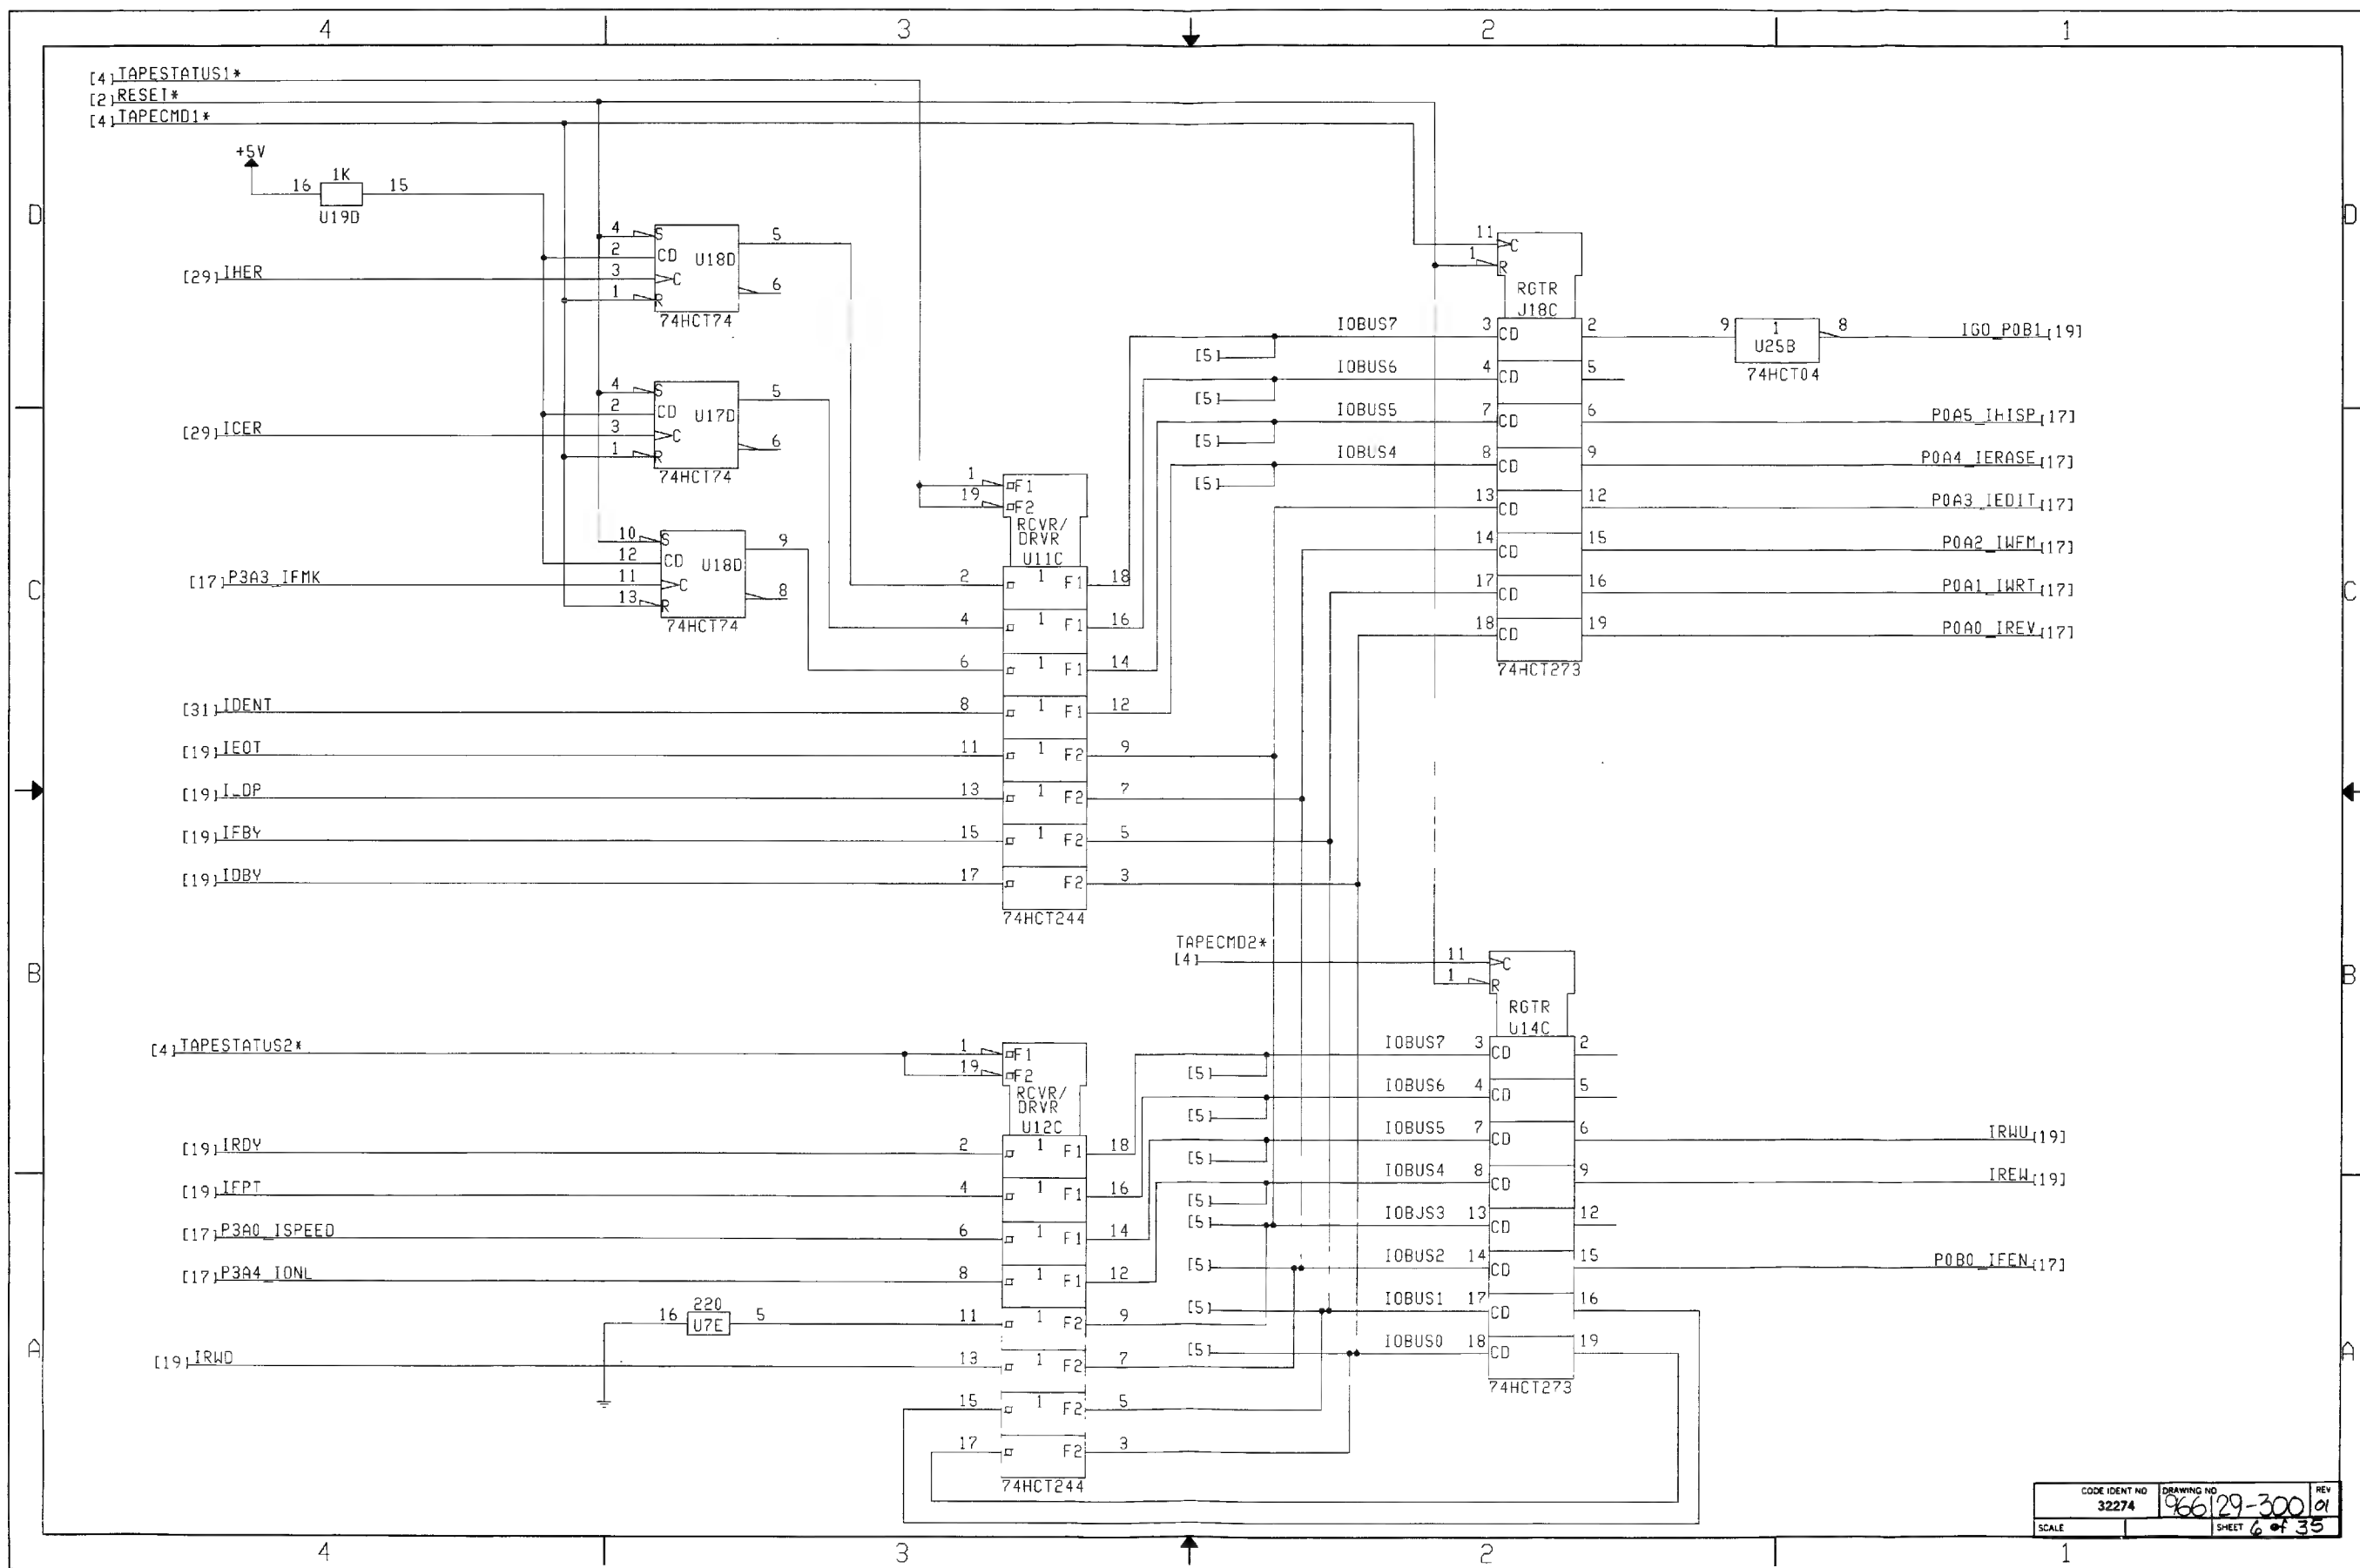 4 3 2 1
[4] TAPESTATUS1*
[2] RESET*
[4] TAPECMD1*
+5V
16 1K 15
U19D
D D
4 S 5
2 CD U18D
[29] IHER 3 C
1 R 6
74HCT74
4 S 5
2 CD U17D
[29] ICER 3 C 6
1 R
74HCT74
10 S 9
12 CD U18D
[17] P3A3_IFMK 11 C 8
13 R
74HCT74
C C
1 F1
19 F2
RCVR/
DRVR
U11C
2 1 F1 18
4 1 F1 16
6 1 F1 14
[31] IDENT 8 1 F1 12
[19] IEOT 11 1 F2 9
[19] I_DP 13 1 F2 7
[19] IFBY 15 1 F2 5
[19] IDBY 17 F2 3
74HCT244
11 C
1 R
RGTR
J18C
[5] IOBUS7 3 CD 2
9 1 8 IGO_P0B1 [19]
U25B
74HCT04
[5] IOBUS6 4 CD 5
[5] IOBUS5 7 CD 6 P0A5_IHISP [17]
[5] IOBUS4 8 CD 9 P0A4_IERASE [17]
13 CD 12 P0A3_IEDIT [17]
14 CD 15 P0A2_IWFM [17]
17 CD 16 P0A1_IWRT [17]
18 CD 19 P0A0_IREV [17]
74HCT273
B B
TAPECMD2*
[4] 11 C
1 R
RGTR
U14C
[4] TAPESTATUS2* 1 F1
19 F2
RCVR/
DRVR
U12C
[19] IRDY 2 1 F1 18
[19] IFPT 4 1 F1 16
[17] P3A0_ISPEED 6 1 F1 14
[17] P3A4_IONL 8 1 F1 12
16 220 5 11 1 F2 9
U7E
[19] IRWD 13 1 F2 7
15 1 F2 5
17 F2 3
74HCT244
[5] IOBUS7 3 CD 2
[5] IOBUS6 4 CD 5
[5] IOBUS5 7 CD 6 IRWU [19]
[5] IOBUS4 8 CD 9 IREW [19]
[5] IOBJS3 13 CD 12
[5] IOBUS2 14 CD 15 P0B0_IFEN [17]
[5] IOBUS1 17 CD 16
[5] IOBUS0 18 CD 19
74HCT273
A A
CODE IDENT NO
32274
DRAWING NO
966129-300
REV
01
SCALE
SHEET 6 of 35
4 3 2 1